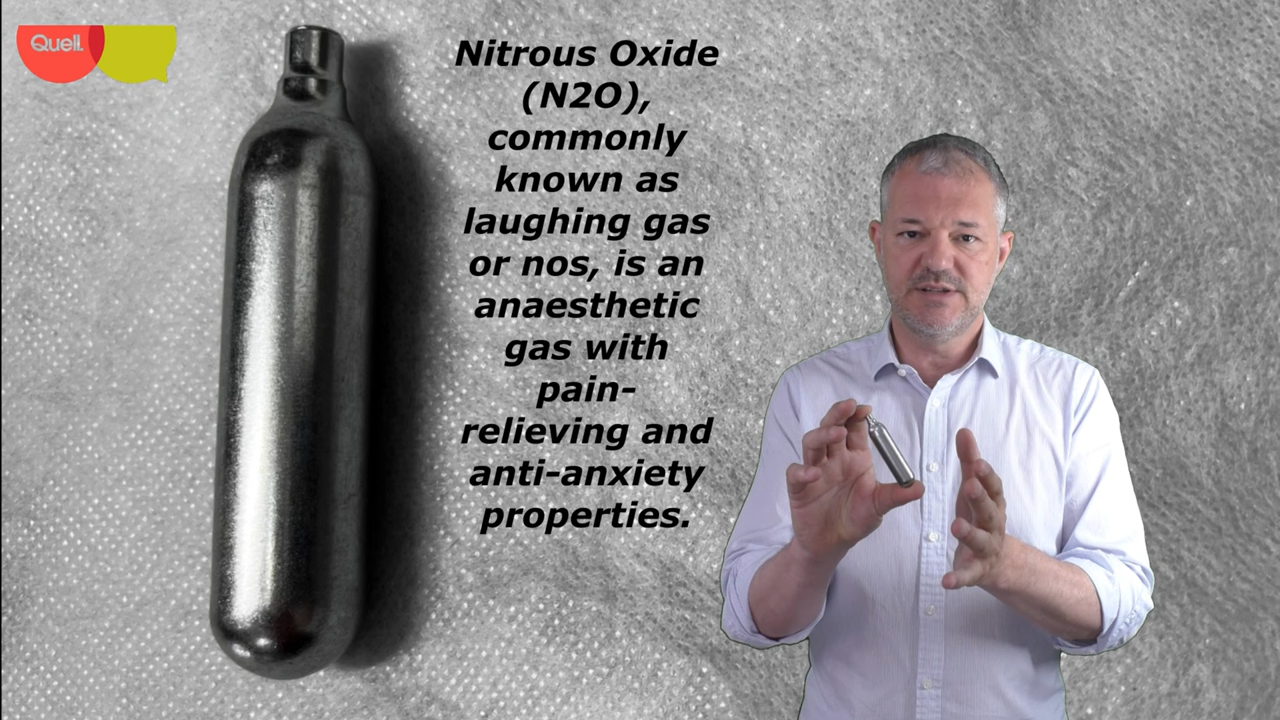 Quell.
Nitrous Oxide
(N2O),
commonly
known as
laughing gas
or nos, is an
anaesthetic
gas with
pain-
relieving and
anti-anxiety
properties.